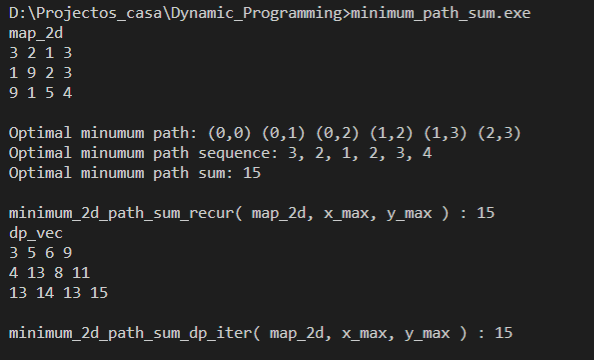 D:\Projectos_casa\Dynamic_Programming>minimum_path_sum.exe
map_2d
3 2 1 3
1 9 2 3
9 1 5 4
Optimal minumum path: (0,0) (0,1) (0,2) (1,2) (1,3) (2,3)
Optimal minumum path sequence: 3, 2, 1, 2, 3, 4
Optimal minumum path sum: 15
minimum_2d_path_sum_recur( map_2d, x_max, y_max ) : 15
dp_vec
3 5 6 9
4 13 8 11
13 14 13 15
minimum_2d_path_sum_dp_iter( map_2d, x_max, y_max ) : 15